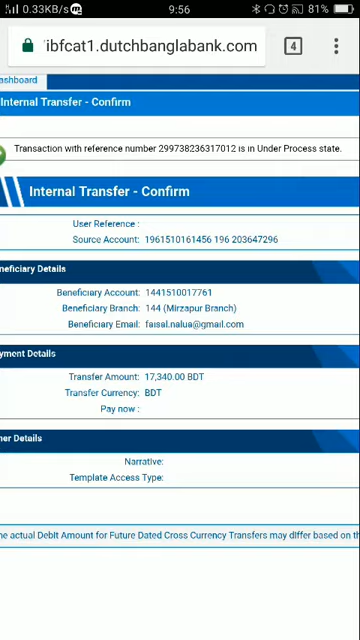 0.33KB/s 9:56 81%
ibfcat1.dutchbanglabank.com 4
ashboard
Internal Transfer - Confirm
Transaction with reference number 299738236317012 is in Under Process state.
Internal Transfer - Confirm
User Reference :
Source Account: 1961510161456 196 203647296
neficiary Details
Beneficiary Account: 1441510017761
Beneficiary Branch: 144 (Mirzapur Branch)
Beneficiary Email: faisal.nalua@gmail.com
yment Details
Transfer Amount: 17,340.00 BDT
Transfer Currency: BDT
Pay now :
her Details
Narrative:
Template Access Type:
he actual Debit Amount for Future Dated Cross Currency Transfers may differ based on th